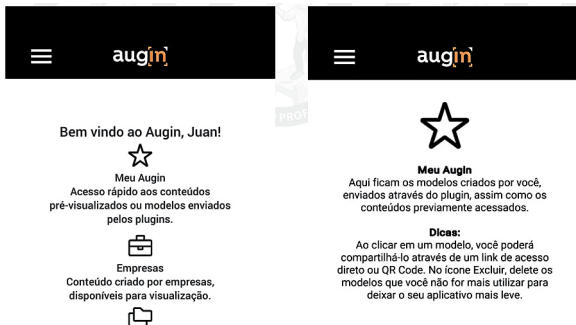 augin
Bem vindo ao Augin, Juan!
Meu Augin
Acesso rápido aos conteúdos
pré-visualizados ou modelos enviados
pelos plugins.
Empresas
Conteúdo criado por empresas,
disponíveis para visualização.
augin
Meu Augin
Aqui ficam os modelos criados por você,
enviados através do plugin, assim como os
conteúdos previamente acessados.
Dicas:
Ao clicar em um modelo, você poderá
compartilhá-lo através de um link de acesso
direto ou QR Code. No ícone Excluir, delete os
modelos que você não for mais utilizar para
deixar o seu aplicativo mais leve.